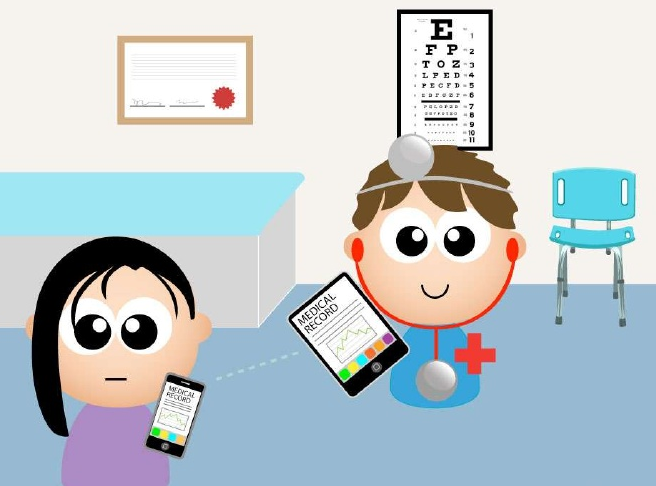 E 1
F P 2
T O Z 3
L P E D 4
P E C F D 5
E D F C Z P 6
F E L O P Z D 7
D E F P O T E C 8
9
10
11
MEDICAL
RECORD
MEDICAL
RECORD